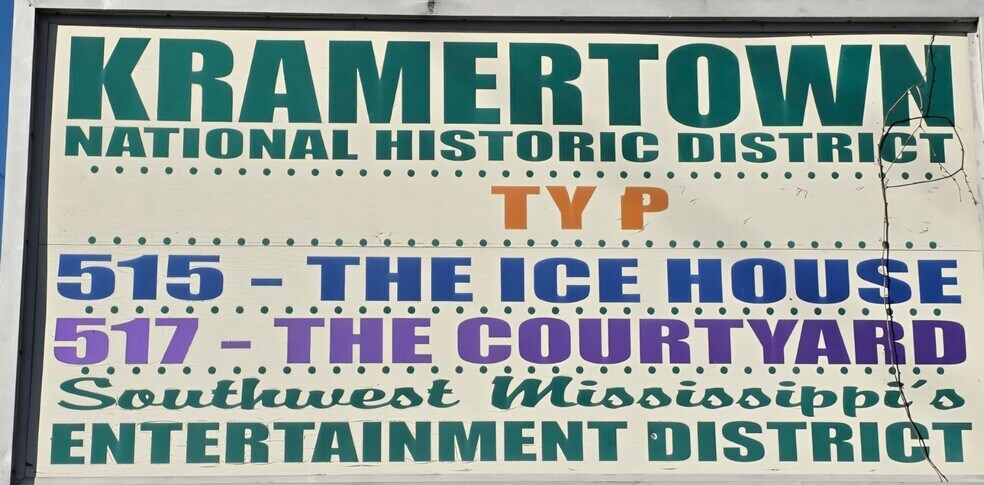 KRAMERTOWN
NATIONAL HISTORIC DISTRICT
TY P
515 - THE ICE HOUSE
517 - THE COURTYARD
Southwest Mississippi's
ENTERTAINMENT DISTRICT